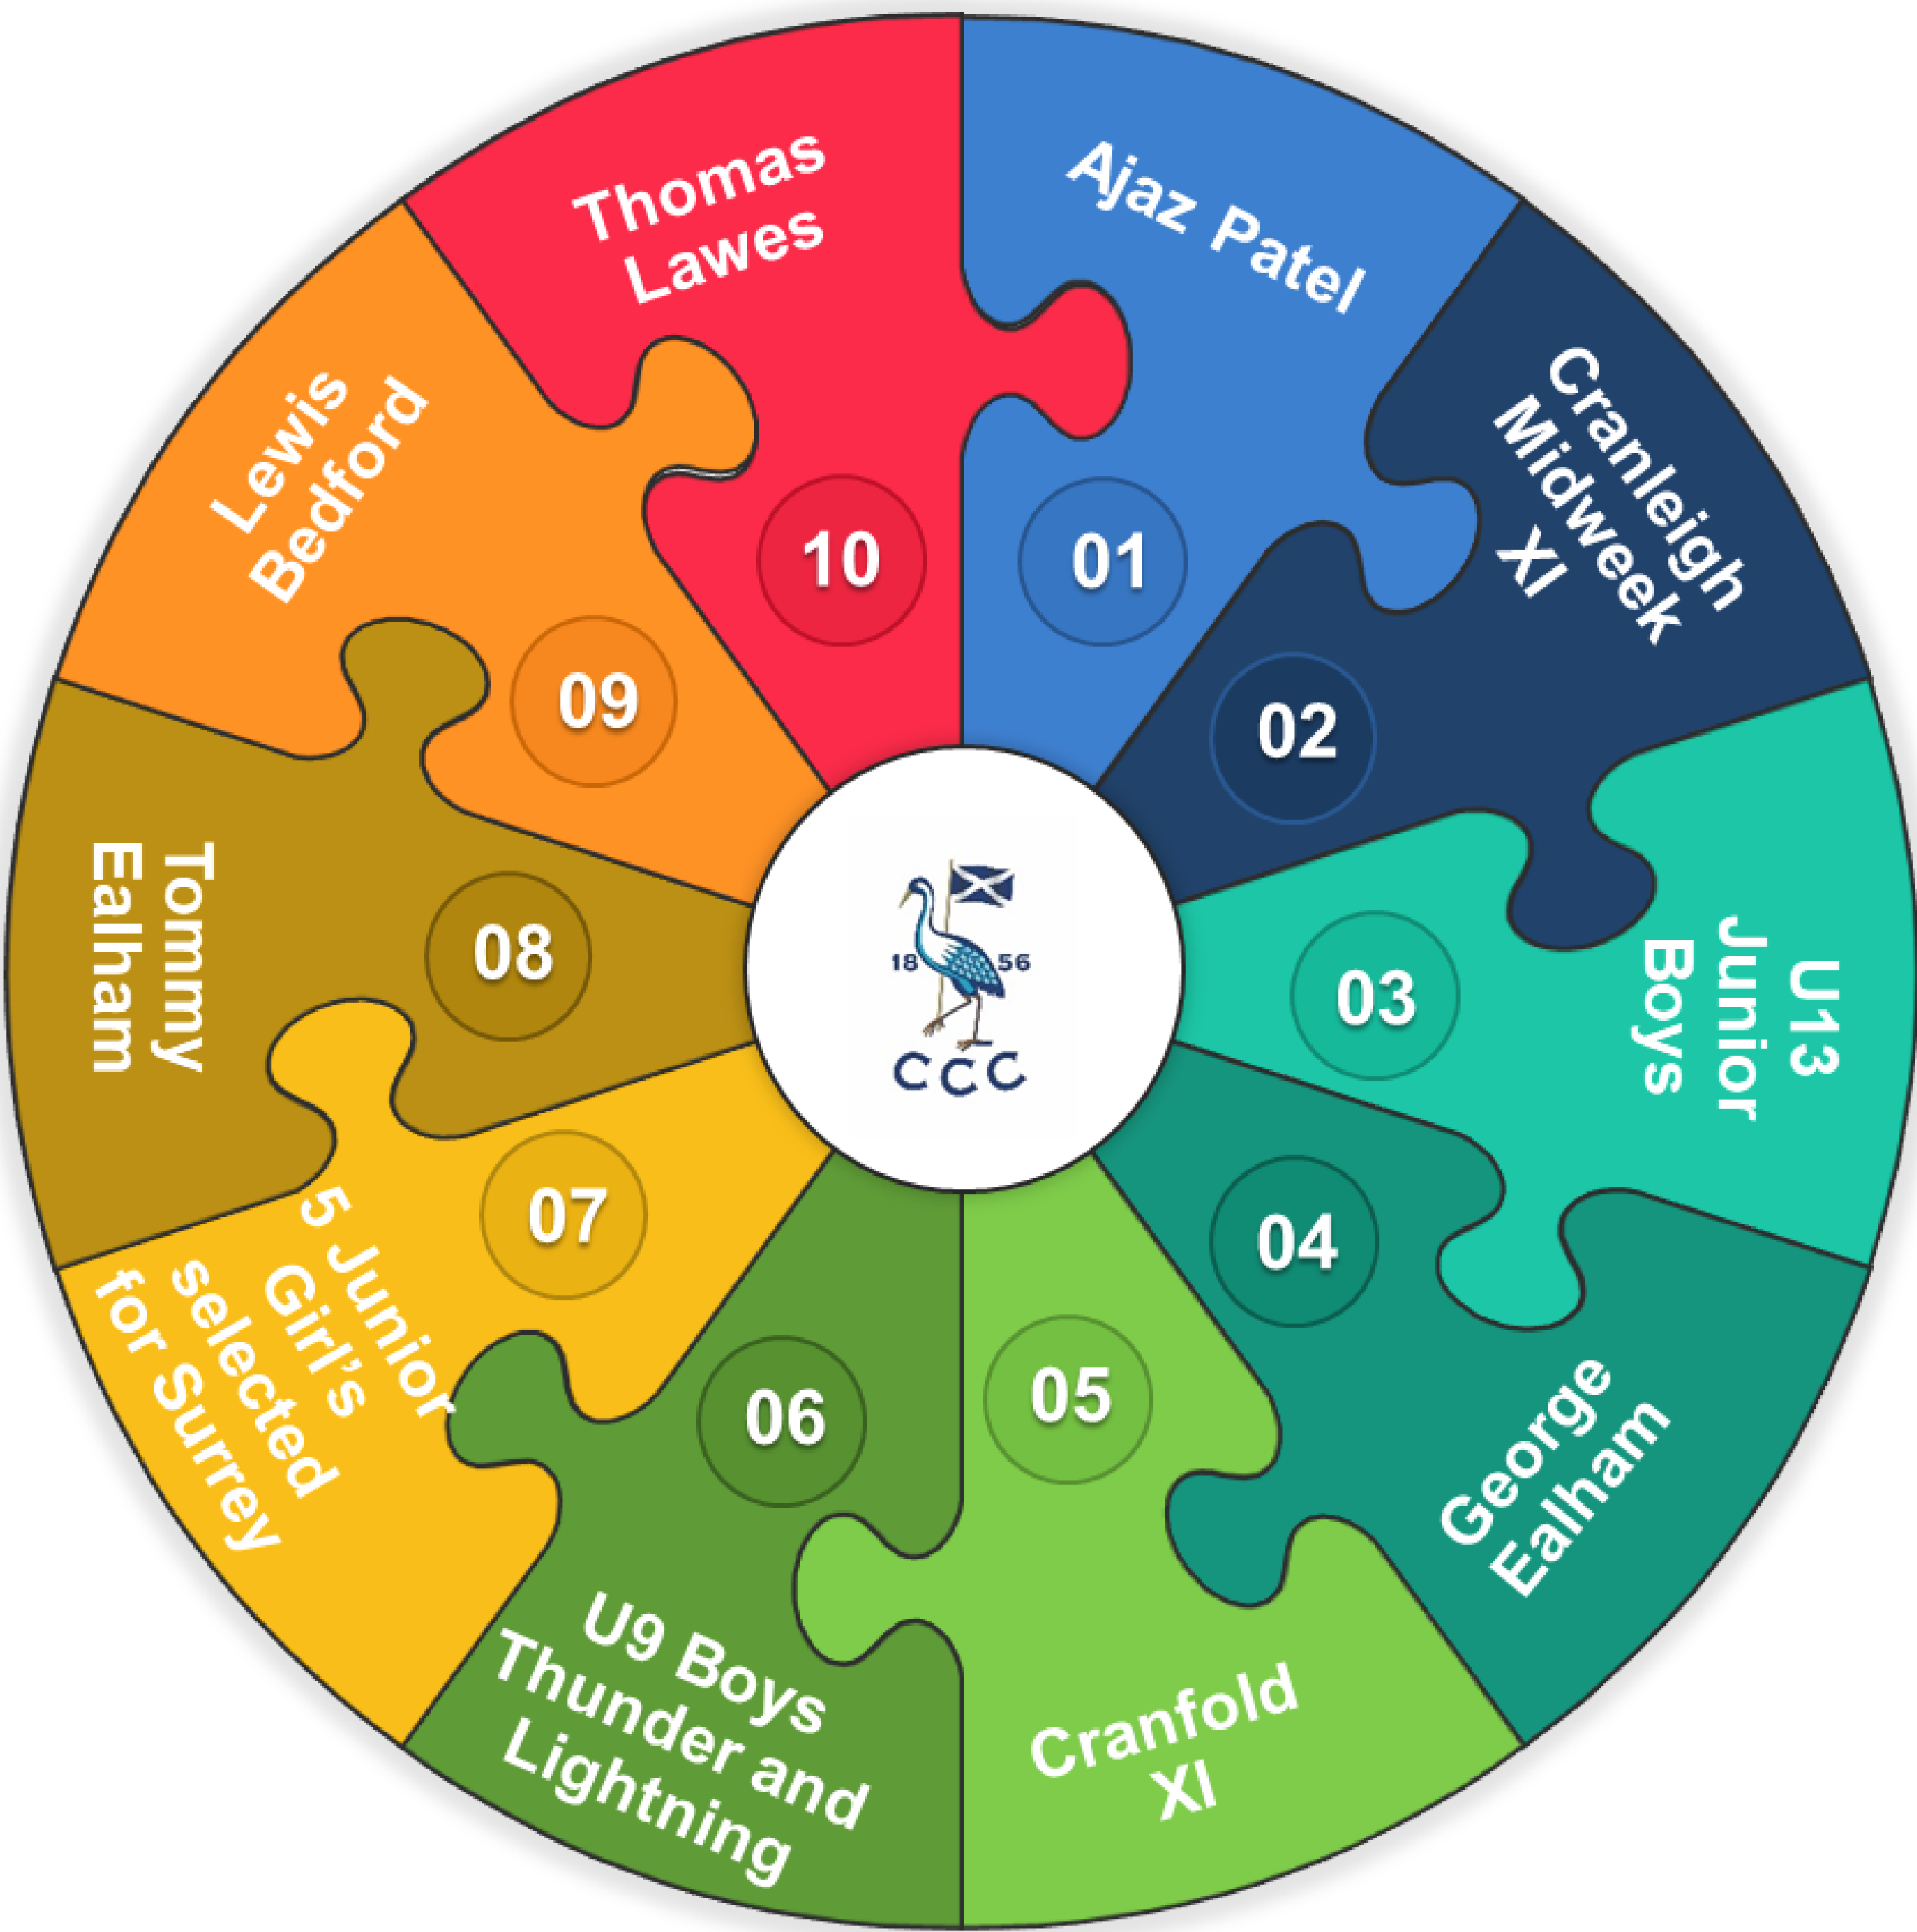 Ajaz Patel
01
Cranleigh
Midweek
XI
02
U13
Junior
Boys
03
George
Ealham
04
Cranfold
XI
05
U9 Boys
Thunder and
Lightning
06
5 Junior
Girl's
selected
for Surrey
07
Tommy
Ealham
08
Lewis
Bedford
09
Thomas
Lawes
10
18 56
CCC